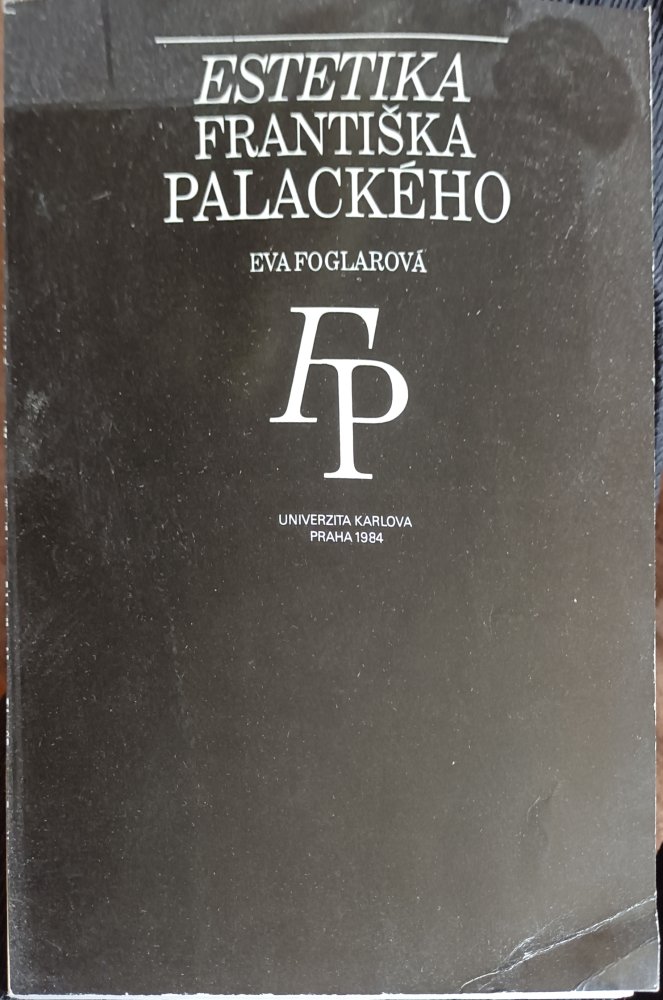 ESTETIKA
FRANTIŠKA
PALACKÉHO
EVA FOGLAROVÁ
FP
UNIVERZITA KARLOVA
PRAHA 1984